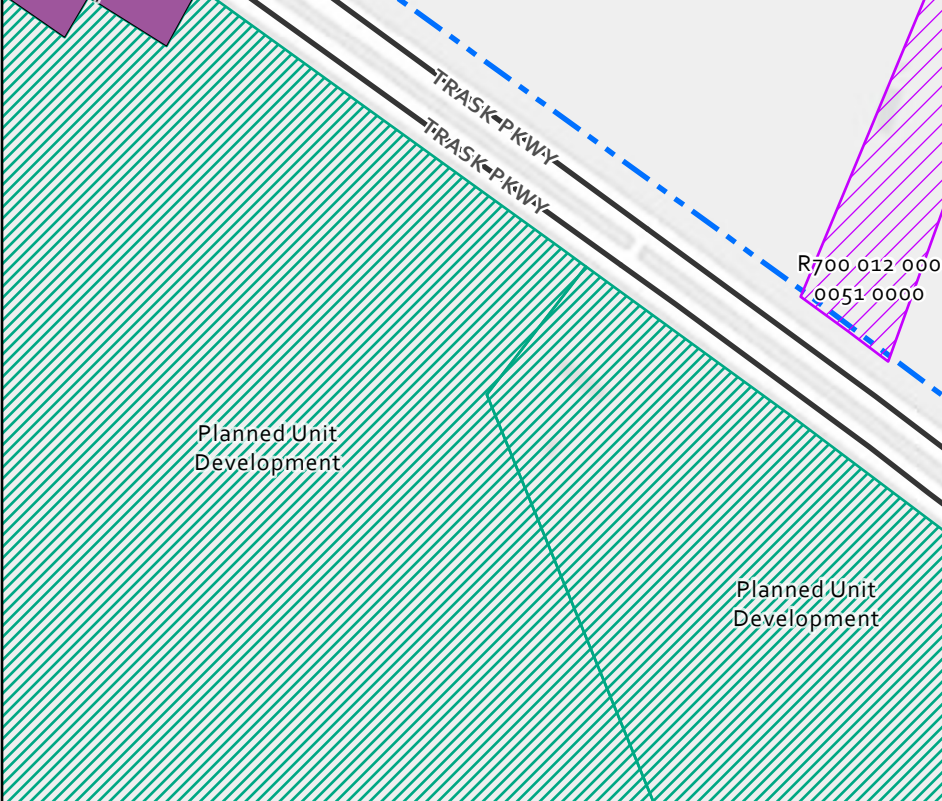 TRASK PKWY
TRASK PKWY
R700 012 000
0051 0000
Planned Unit
Development
Planned Unit
Development